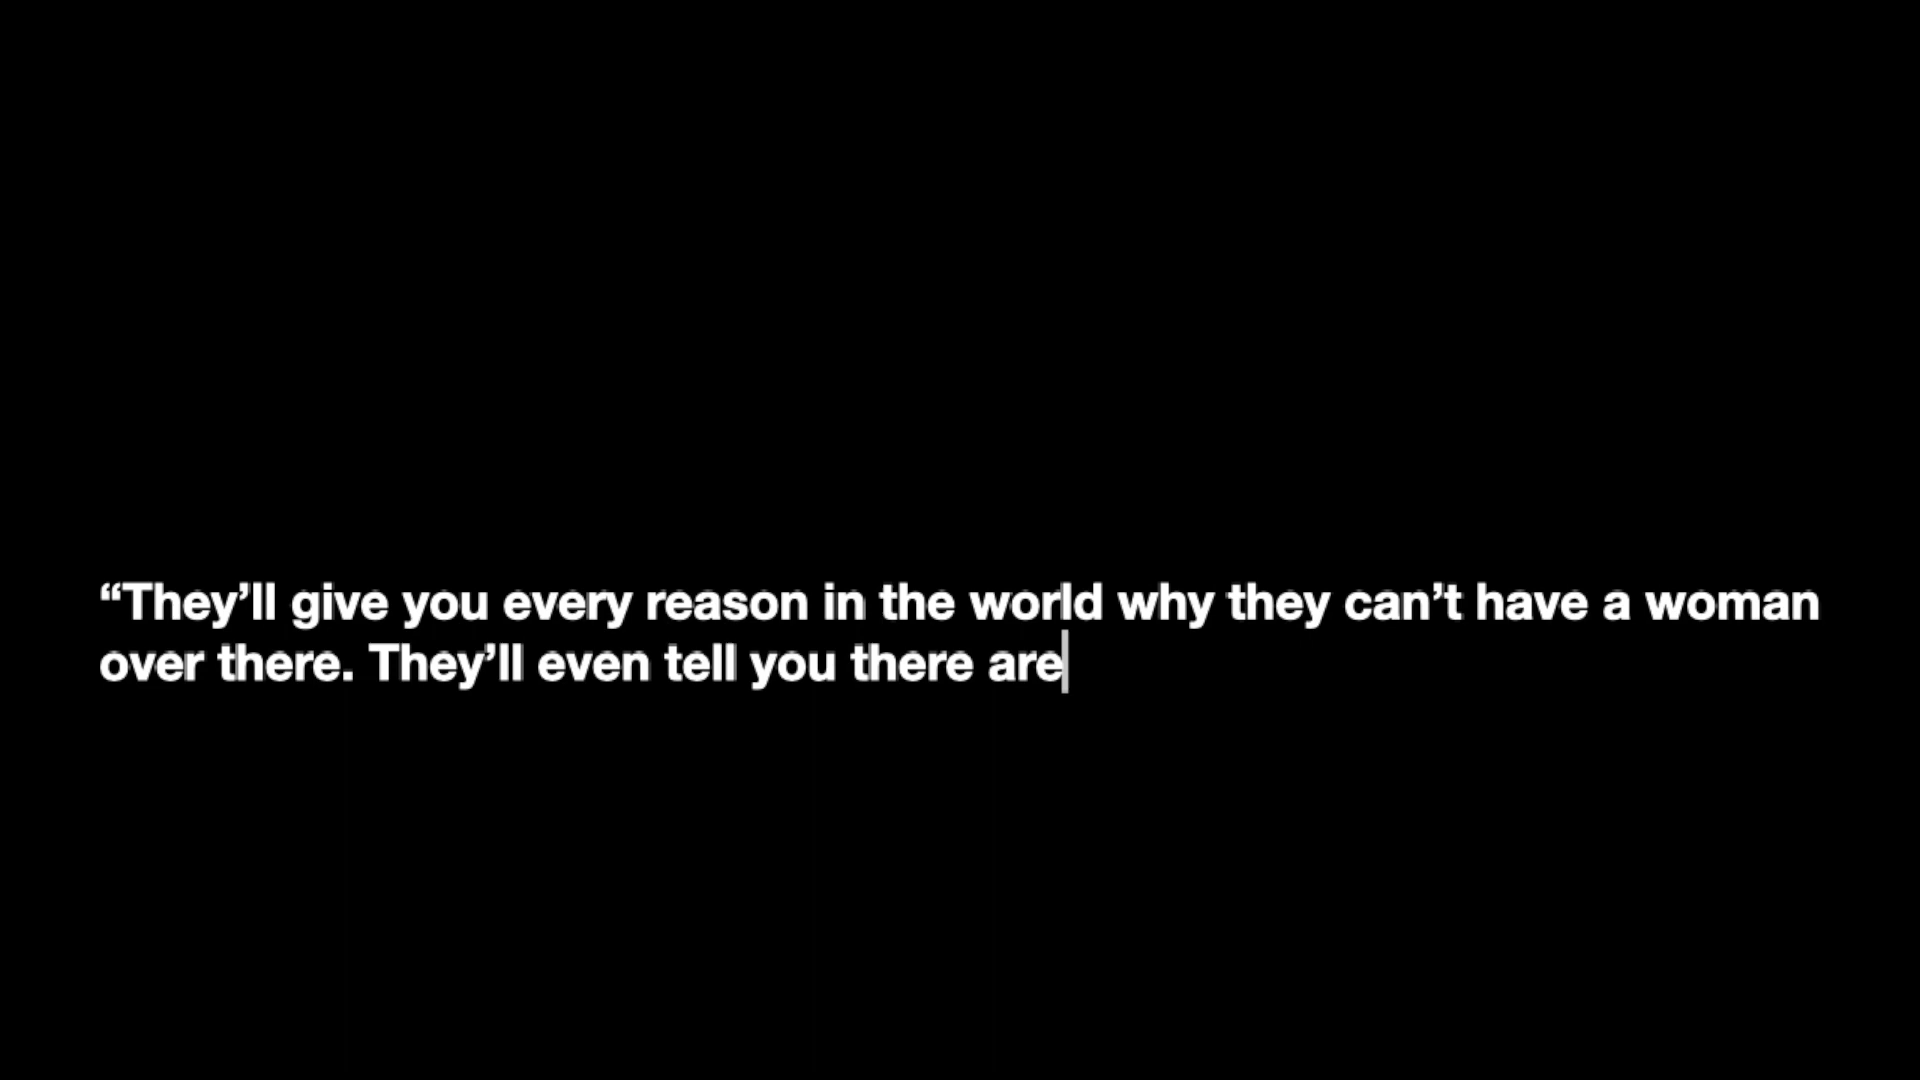 “They’ll give you every reason in the world why they can’t have a woman
over there. They’ll even tell you there are